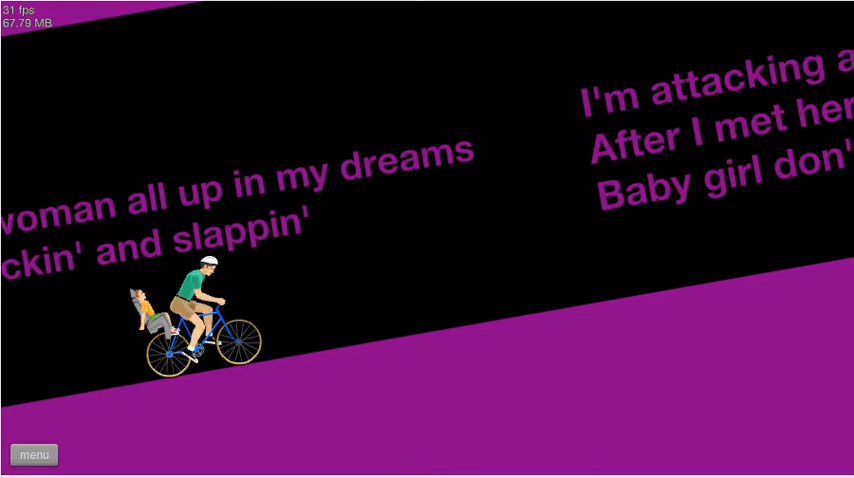 31 fps
67.79 MB
woman all up in my dreams
ckin' and slappin'
I'm attacking a
After I met her
Baby girl don'
menu